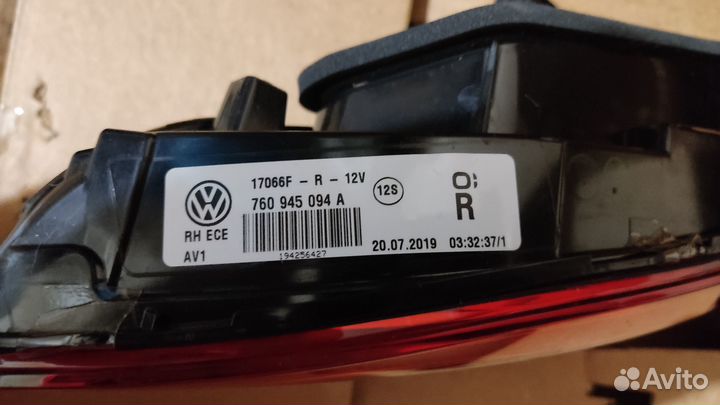 17066F - R - 12V
760 945 094 A
12S
R
RH ECE
AV1
194256427
20.07.2019 03:32:37/1
Avito